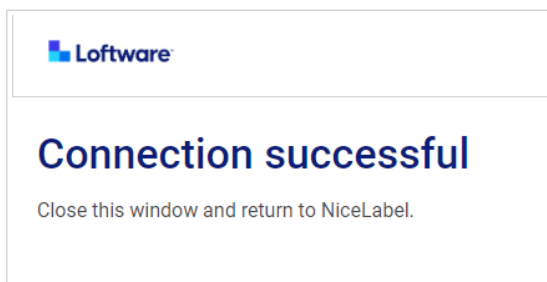 Loftware
Connection successful
Close this window and return to NiceLabel.